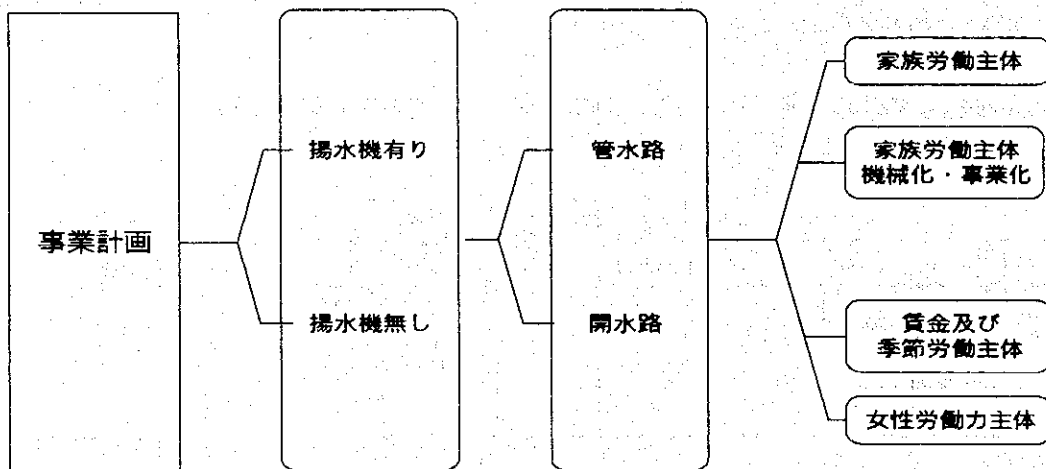 事業計画
揚水機有り
揚水機無し
管水路
開水路
家族労働主体
家族労働主体
機械化・事業化
賃金及び
季節労働主体
女性労働力主体